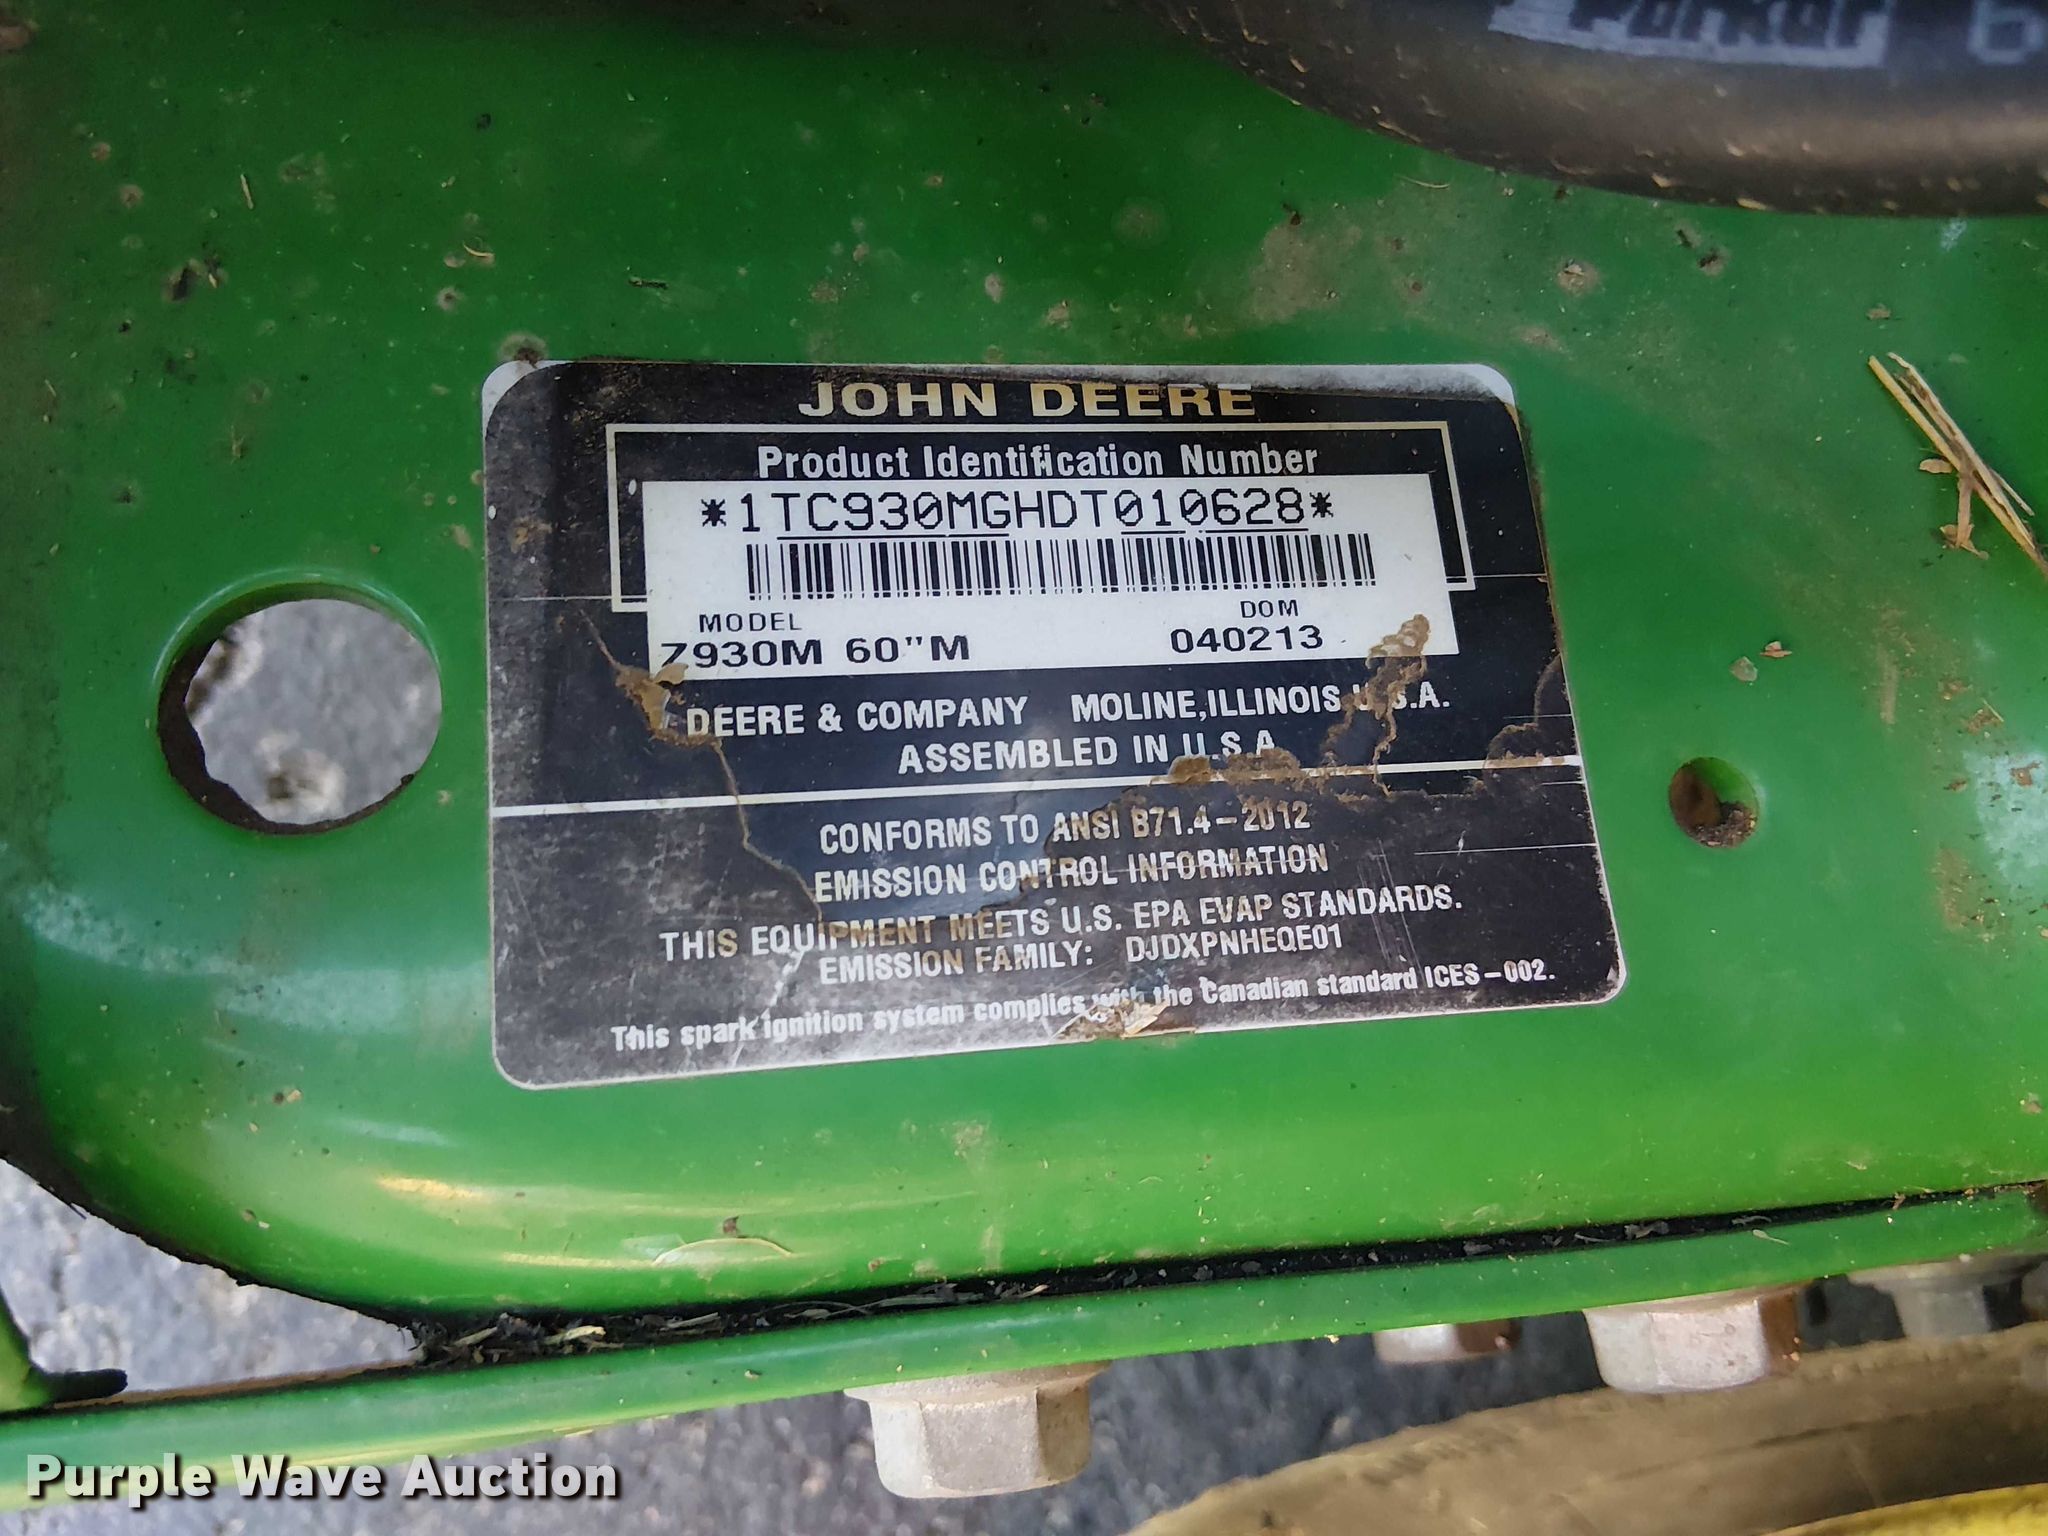 Parker
JOHN DEERE
Product Identification Number
*1TC930MGHDT010628*
MODEL DOM
Z930M 60"M 040213
DEERE & COMPANY MOLINE, ILLINOIS U.S.A.
ASSEMBLED IN U.S.A
CONFORMS TO ANSI B71.4-2012
EMISSION CONTROL INFORMATION
THIS EQUIPMENT MEETS U.S. EPA EVAP STANDARDS.
EMISSION FAMILY: DJDXPNHEQE01
This spark ignition system complies with the Canadian standard ICES-002.
Purple Wave Auction